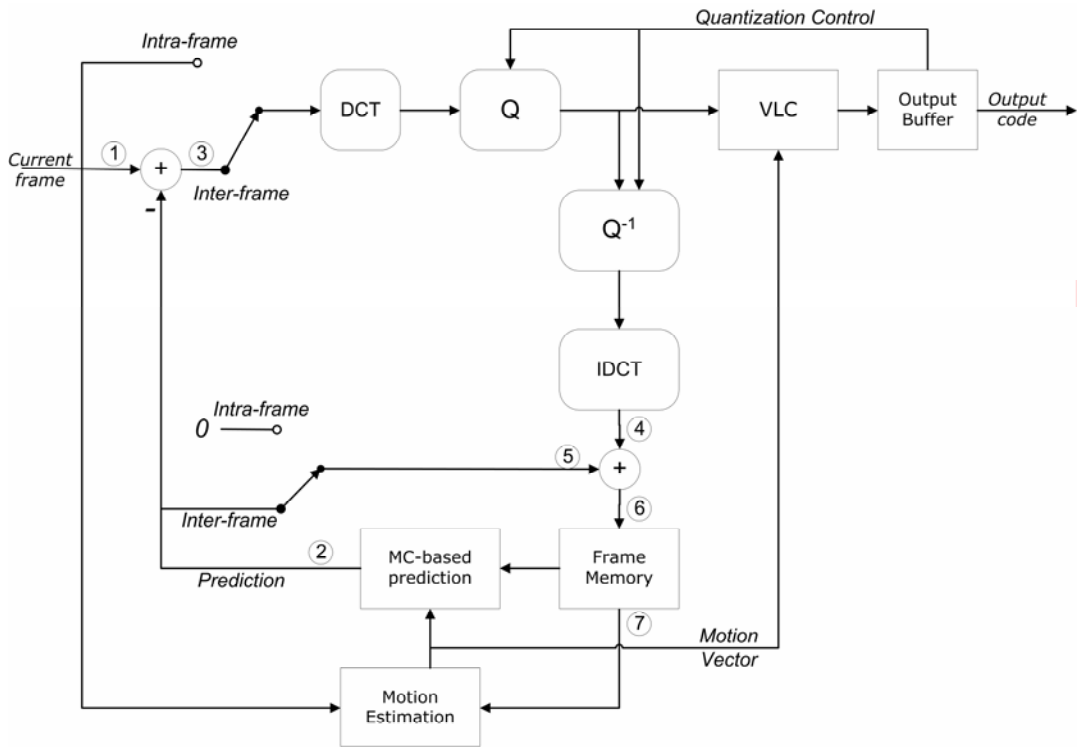 Quantization Control
Intra-frame
DCT
Q
VLC
Output
Buffer
Output
code
Current
frame
1
+
3
-
Inter-frame
Q-1
IDCT
4
0
Intra-frame
5
+
6
Inter-frame
2
Prediction
MC-based
prediction
Frame
Memory
7
Motion
Vector
Motion
Estimation